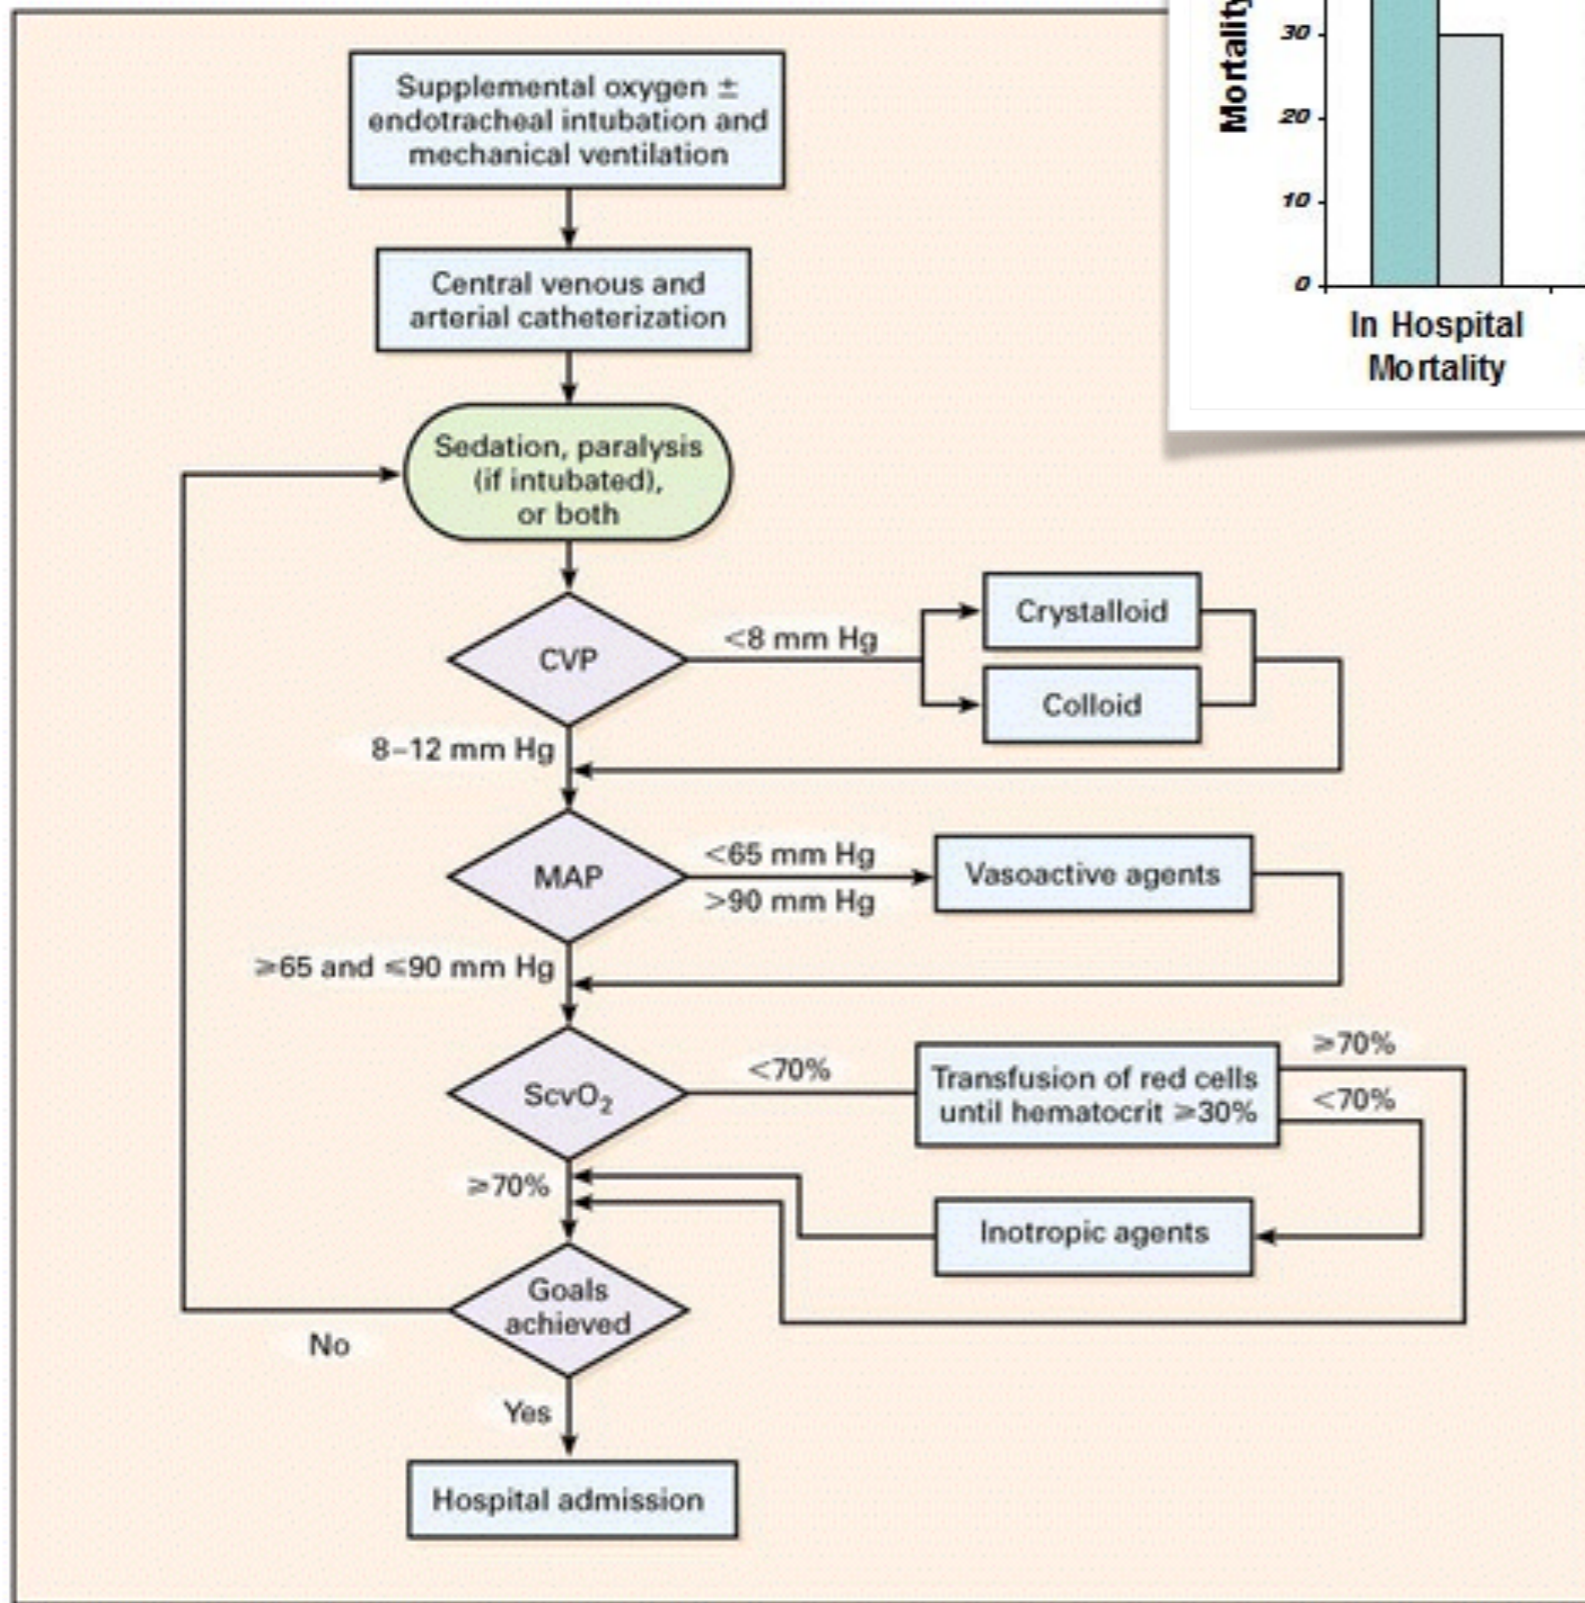 Supplemental oxygen ±
endotracheal intubation and
mechanical ventilation
Central venous and
arterial catheterization
Sedation, paralysis
(if intubated),
or both
CVP
<8 mm Hg
Crystalloid
Colloid
8–12 mm Hg
MAP
<65 mm Hg
>90 mm Hg
Vasoactive agents
≥65 and ≤90 mm Hg
ScvO₂
<70%
Transfusion of red cells
until hematocrit ≥30%
≥70%
<70%
≥70%
Inotropic agents
Goals
achieved
No
Yes
Hospital admission
Mortality
30
20
10
0
In Hospital
Mortality